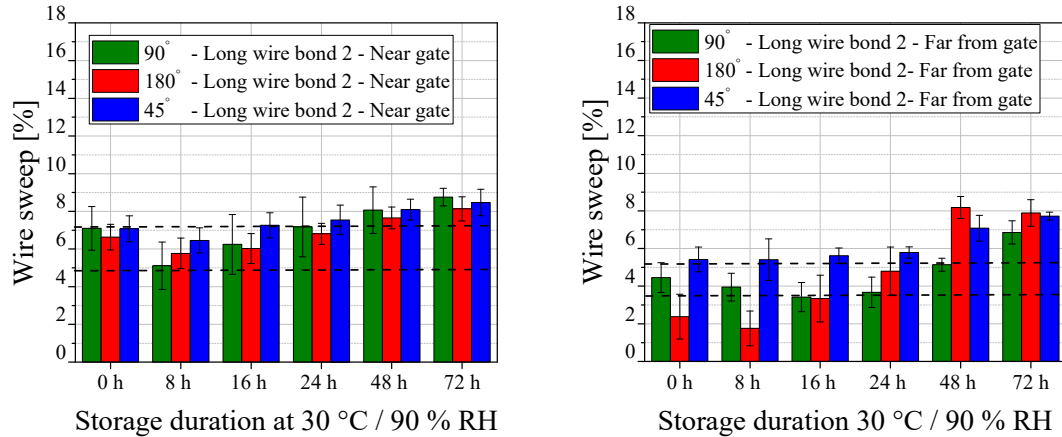 Wire sweep [%]
18
16
14
12
10
8
6
4
2
0
90° - Long wire bond 2 - Near gate
180° - Long wire bond 2 - Near gate
45° - Long wire bond 2 - Near gate
0 h 8 h 16 h 24 h 48 h 72 h
Storage duration at 30 °C / 90 % RH
Wire sweep [%]
18
16
14
12
10
8
6
4
2
0
90° - Long wire bond 2 - Far from gate
180° - Long wire bond 2- Far from gate
45° - Long wire bond 2- Far from gate
0 h 8 h 16 h 24 h 48 h 72 h
Storage duration 30 °C / 90 % RH